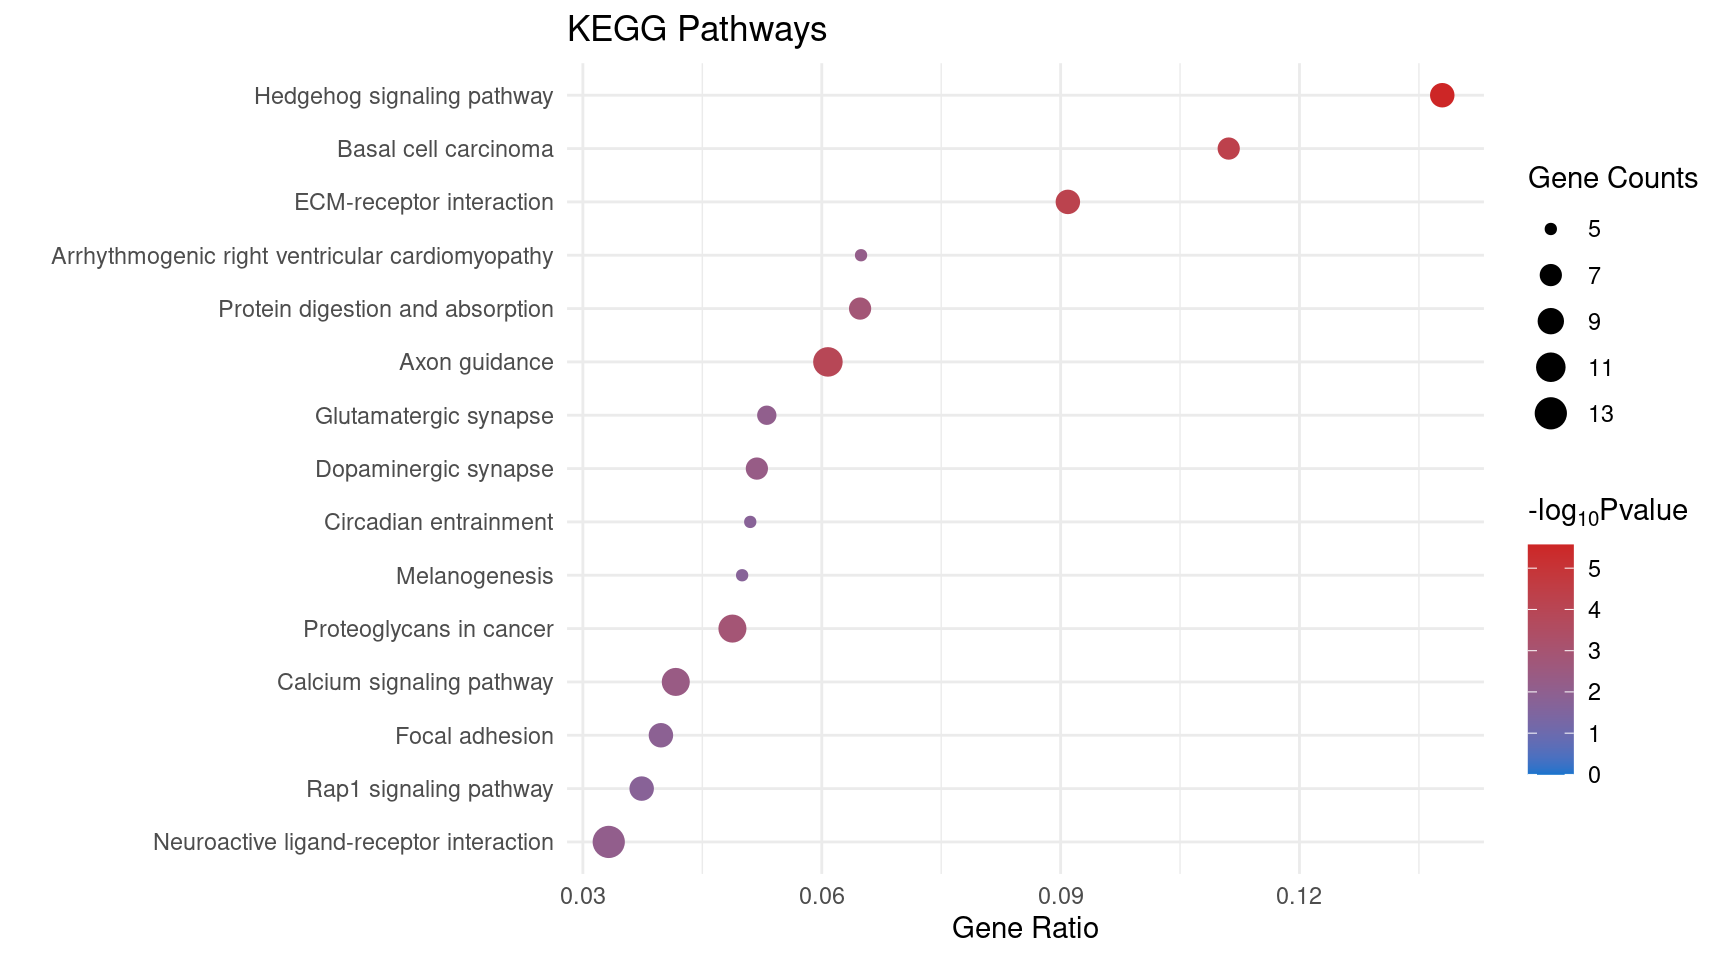 KEGG Pathways
Hedgehog signaling pathway
Basal cell carcinoma
ECM-receptor interaction
Arrhythmogenic right ventricular cardiomyopathy
Protein digestion and absorption
Axon guidance
Glutamatergic synapse
Dopaminergic synapse
Circadian entrainment
Melanogenesis
Proteoglycans in cancer
Calcium signaling pathway
Focal adhesion
Rap1 signaling pathway
Neuroactive ligand-receptor interaction
0.03 0.06 0.09 0.12
Gene Ratio
Gene Counts
5
7
9
11
13
-log₁₀Pvalue
5
4
3
2
1
0